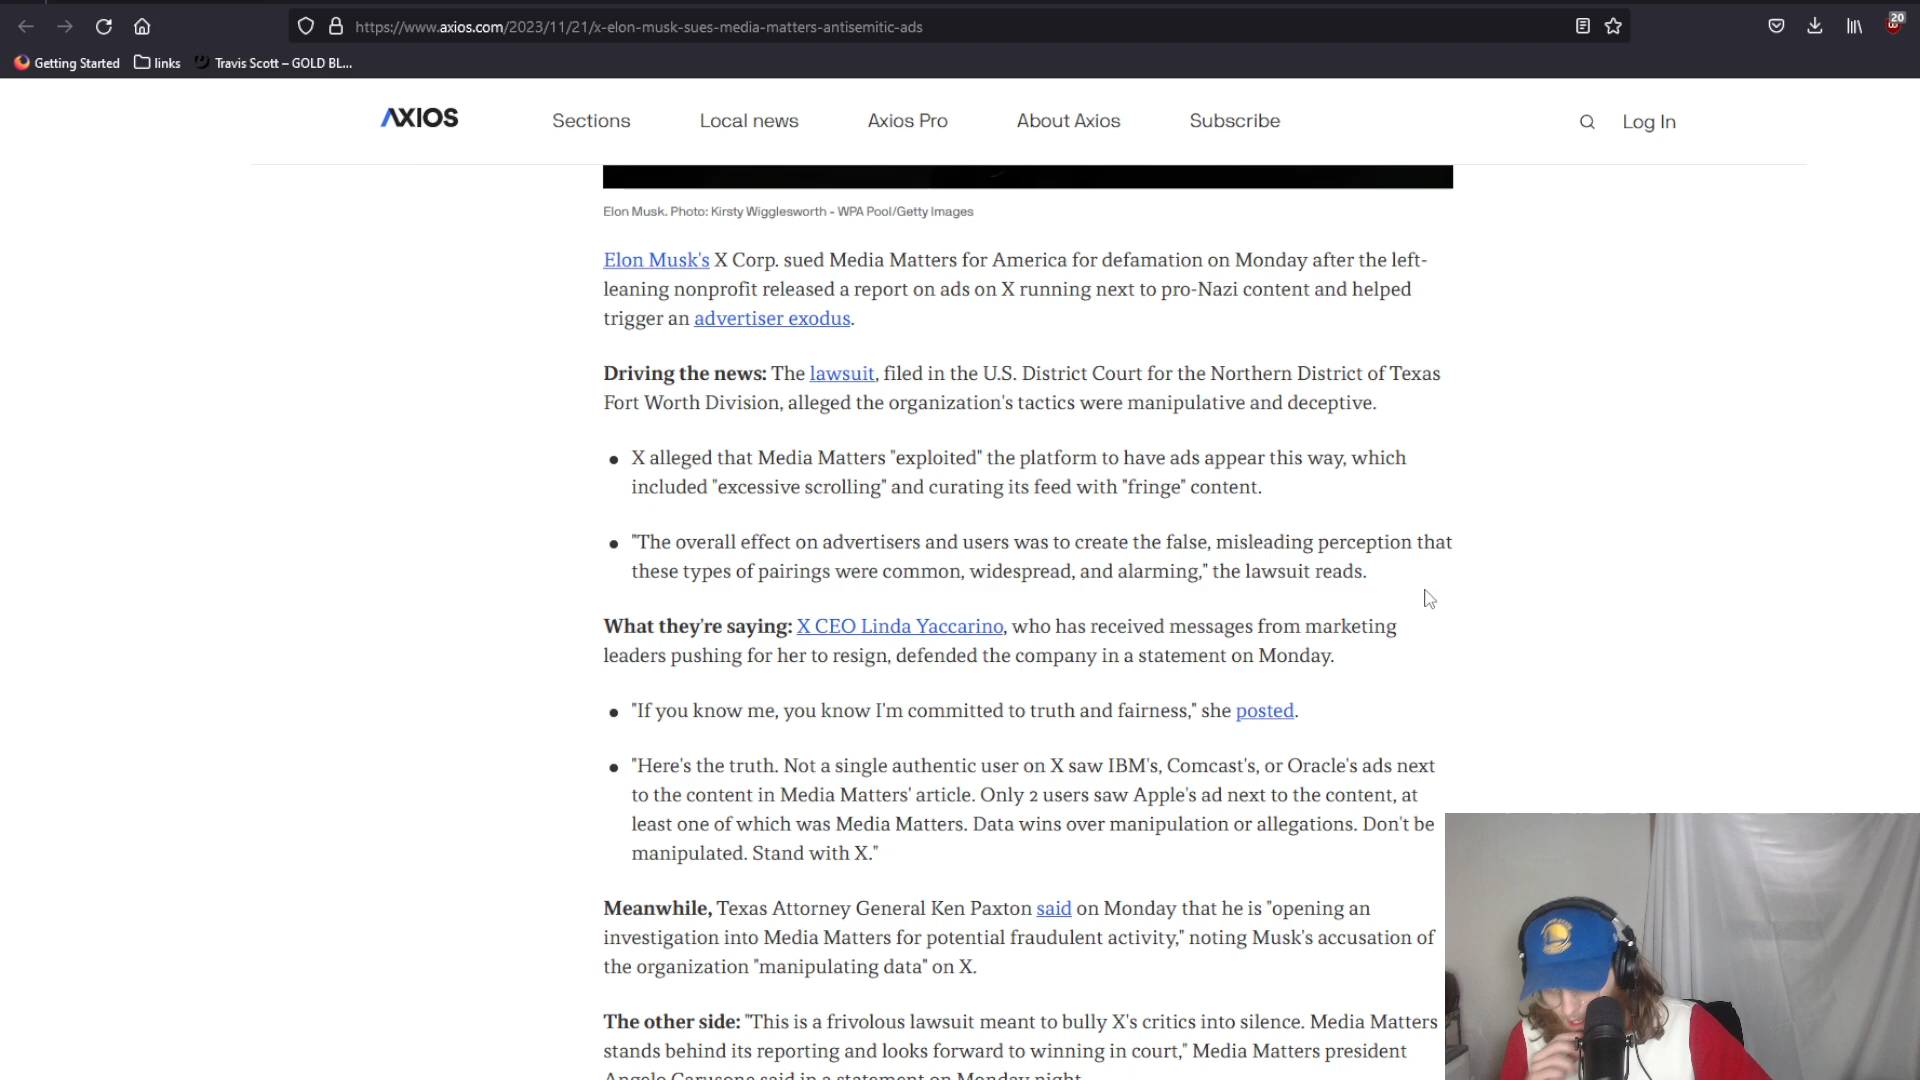 https://www.axios.com/2023/11/21/x-elon-musk-sues-media-matters-antisemitic-ads
20
Getting Started
links
Travis Scott – GOLD BL...
AXIOS
Sections
Local news
Axios Pro
About Axios
Subscribe
Log In
Elon Musk. Photo: Kirsty Wigglesworth - WPA Pool/Getty Images
Elon Musk's X Corp. sued Media Matters for America for defamation on Monday after the left-
leaning nonprofit released a report on ads on X running next to pro-Nazi content and helped
trigger an advertiser exodus.
Driving the news: The lawsuit, filed in the U.S. District Court for the Northern District of Texas
Fort Worth Division, alleged the organization's tactics were manipulative and deceptive.
• X alleged that Media Matters "exploited" the platform to have ads appear this way, which
included "excessive scrolling" and curating its feed with "fringe" content.
• "The overall effect on advertisers and users was to create the false, misleading perception that
these types of pairings were common, widespread, and alarming," the lawsuit reads.
What they're saying: X CEO Linda Yaccarino, who has received messages from marketing
leaders pushing for her to resign, defended the company in a statement on Monday.
• "If you know me, you know I'm committed to truth and fairness," she posted.
• "Here's the truth. Not a single authentic user on X saw IBM's, Comcast's, or Oracle's ads next
to the content in Media Matters' article. Only 2 users saw Apple's ad next to the content, at
least one of which was Media Matters. Data wins over manipulation or allegations. Don't be
manipulated. Stand with X."
Meanwhile, Texas Attorney General Ken Paxton said on Monday that he is "opening an
investigation into Media Matters for potential fraudulent activity," noting Musk's accusation of
the organization "manipulating data" on X.
The other side: "This is a frivolous lawsuit meant to bully X's critics into silence. Media Matters
stands behind its reporting and looks forward to winning in court," Media Matters president
Angelo Carusone said in a statement on Monday night.